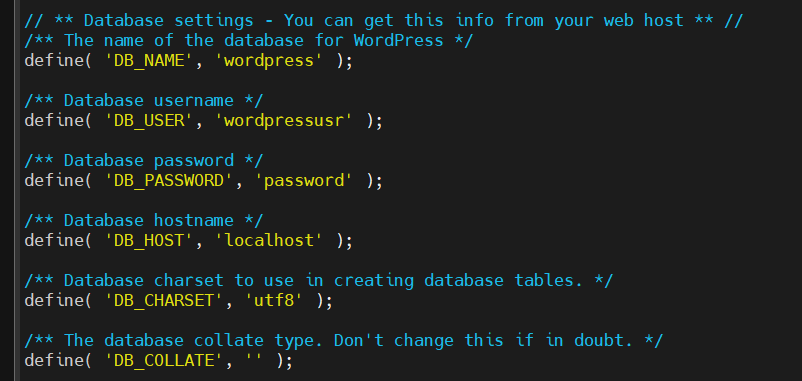 // ** Database settings - You can get this info from your web host ** //
/** The name of the database for WordPress */
define( 'DB_NAME', 'wordpress' );
/** Database username */
define( 'DB_USER', 'wordpressusr' );
/** Database password */
define( 'DB_PASSWORD', 'password' );
/** Database hostname */
define( 'DB_HOST', 'localhost' );
/** Database charset to use in creating database tables. */
define( 'DB_CHARSET', 'utf8' );
/** The database collate type. Don't change this if in doubt. */
define( 'DB_COLLATE', '' );